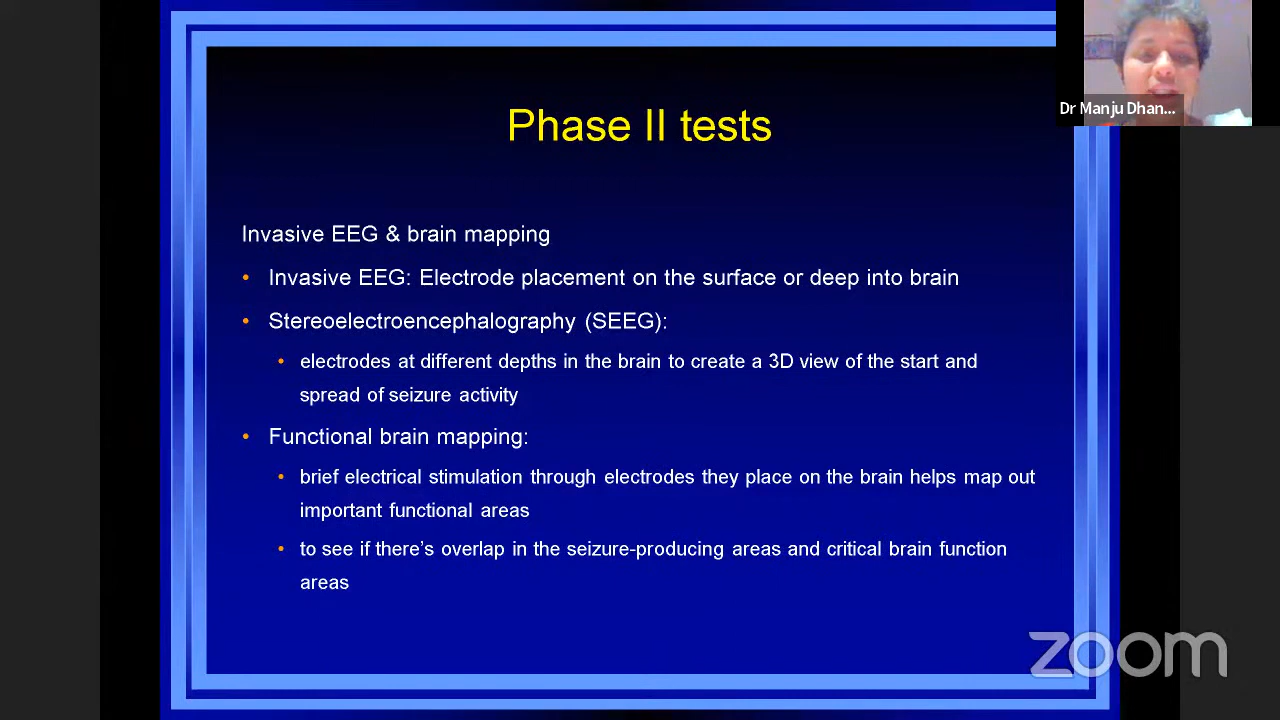 Dr Manju Dhan...
Phase II tests
Invasive EEG & brain mapping
• Invasive EEG: Electrode placement on the surface or deep into brain
• Stereoelectroencephalography (SEEG):
• electrodes at different depths in the brain to create a 3D view of the start and
spread of seizure activity
• Functional brain mapping:
• brief electrical stimulation through electrodes they place on the brain helps map out
important functional areas
• to see if there’s overlap in the seizure-producing areas and critical brain function
areas
zoom